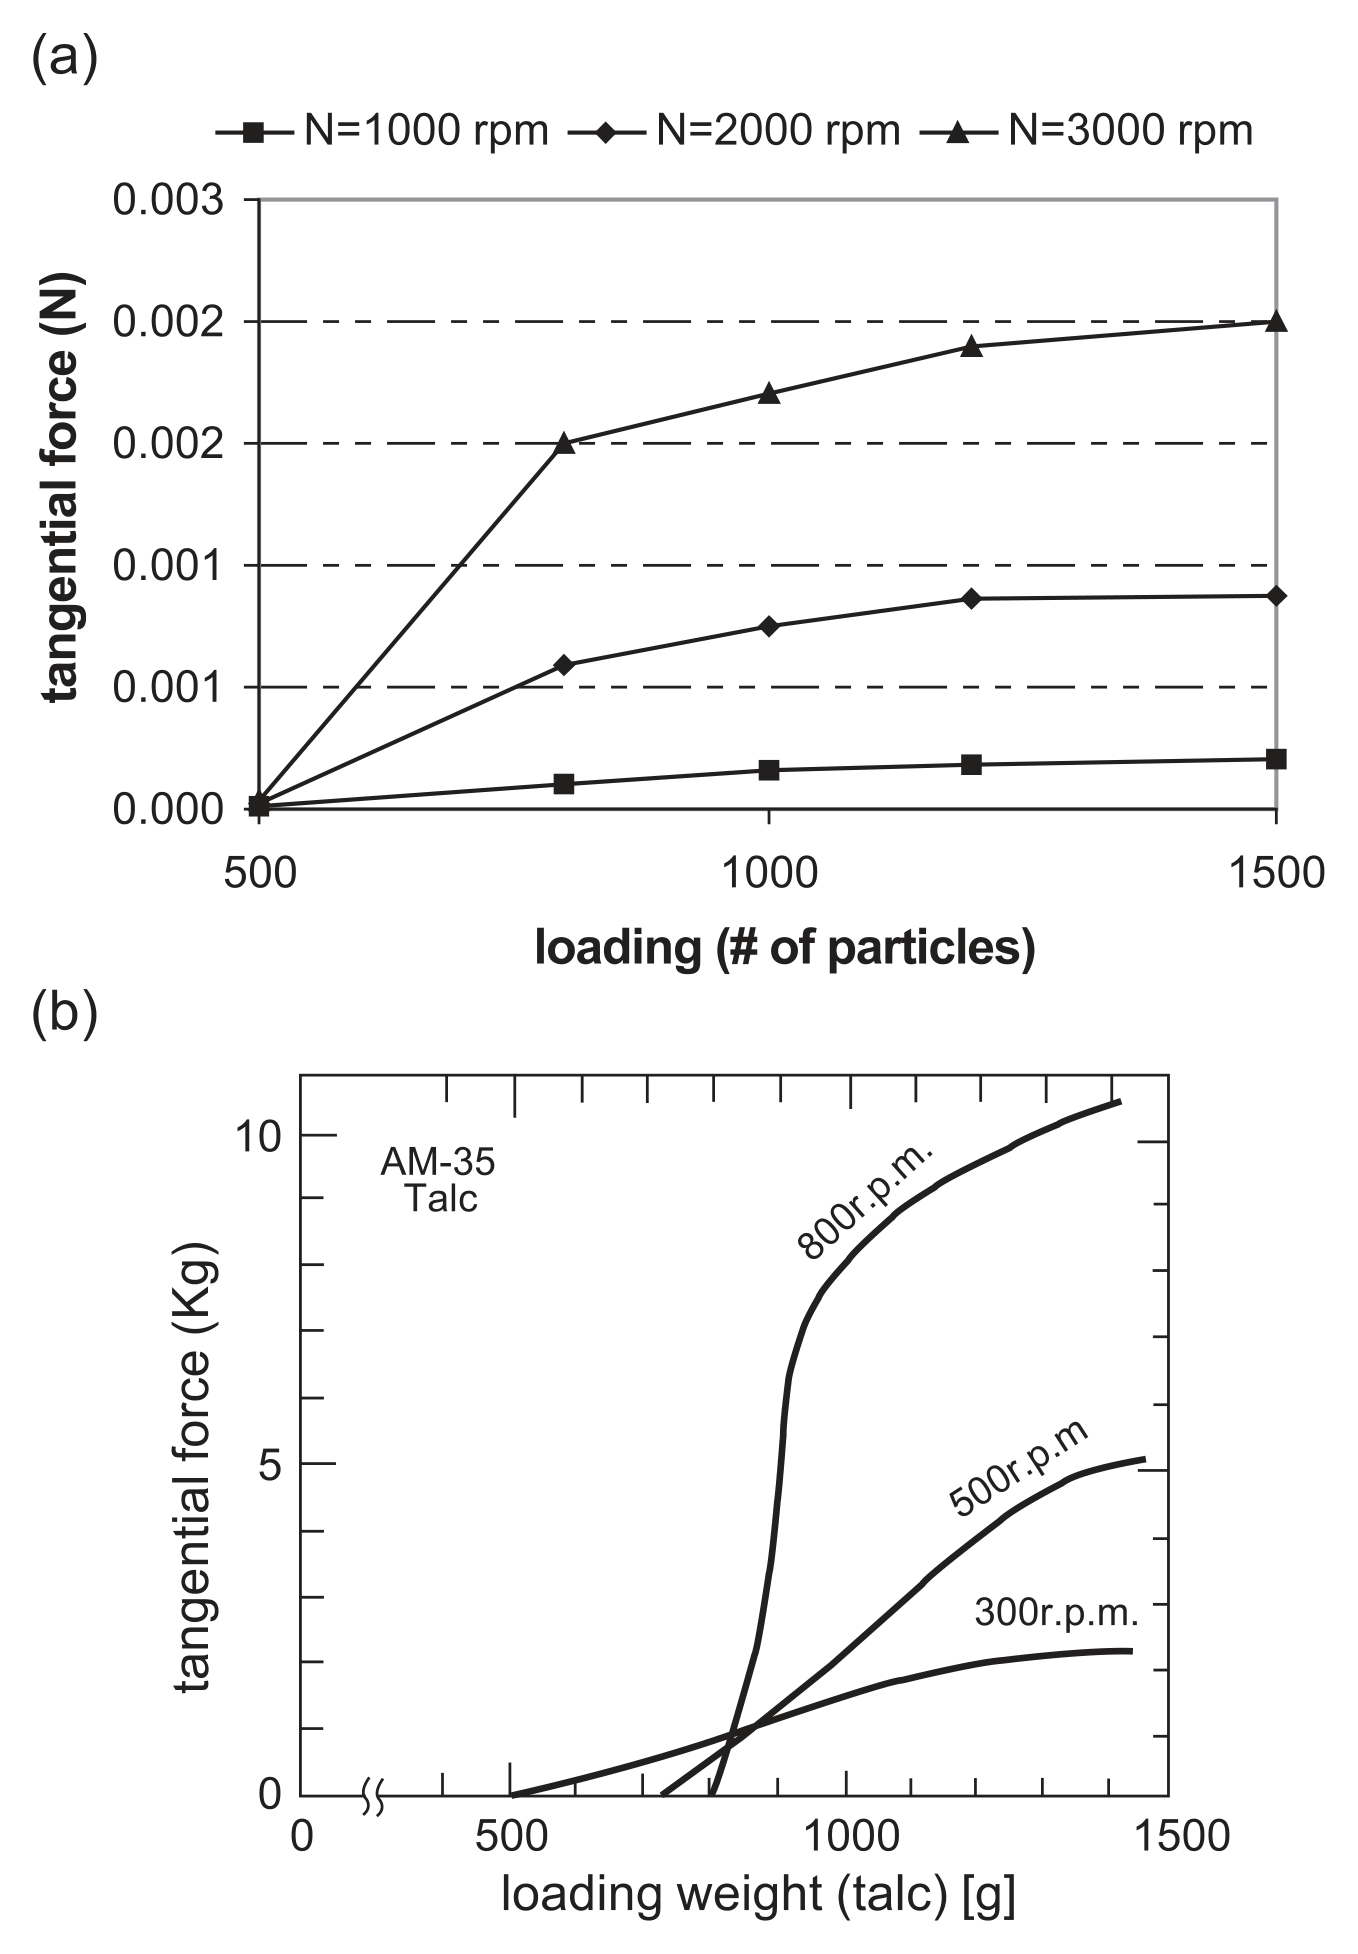 (a)
N=1000 rpm N=2000 rpm N=3000 rpm
0.003
0.002
0.002
0.001
0.001
0.000
tangential force (N)
500 1000 1500
loading (# of particles)
(b)
10
5
0
tangential force (Kg)
AM-35
Talc
800r.p.m.
500r.p.m
300r.p.m.
0 500 1000 1500
loading weight (talc) [g]